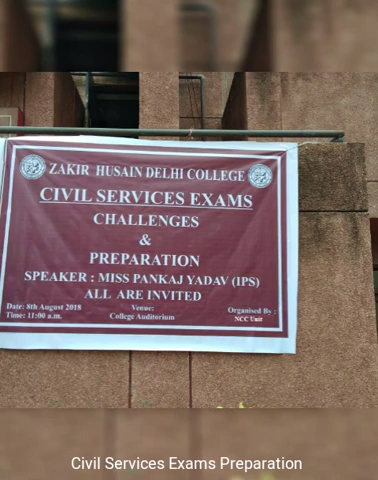 ZAKIR HUSAIN DELHI COLLEGE
CIVIL SERVICES EXAMS
CHALLENGES
&
PREPARATION
SPEAKER : MISS PANKAJ YADAV (IPS)
ALL ARE INVITED
Date: 8th August 2018
Time: 11:00 a.m.
Venue:
College Auditorium
Organised By :
NCC Unit
Civil Services Exams Preparation